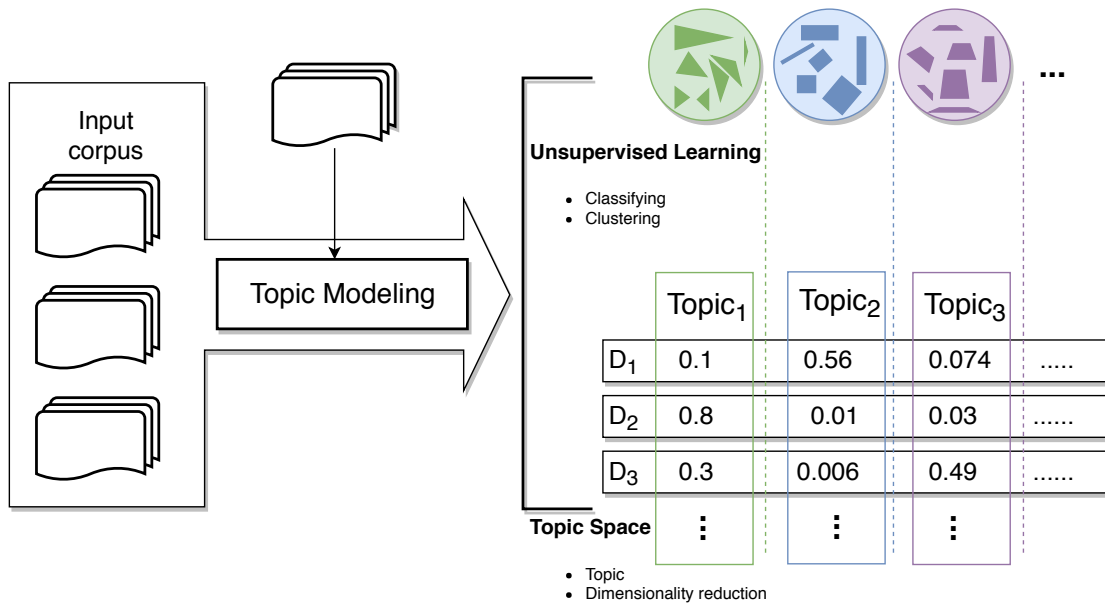 ...
Input
corpus
Unsupervised Learning
• Classifying
• Clustering
Topic Modeling
Topic1 Topic2 Topic3
D1 0.1 0.56 0.074 .....
D2 0.8 0.01 0.03 ......
D3 0.3 0.006 0.49 ......
Topic Space
• Topic
• Dimensionality reduction